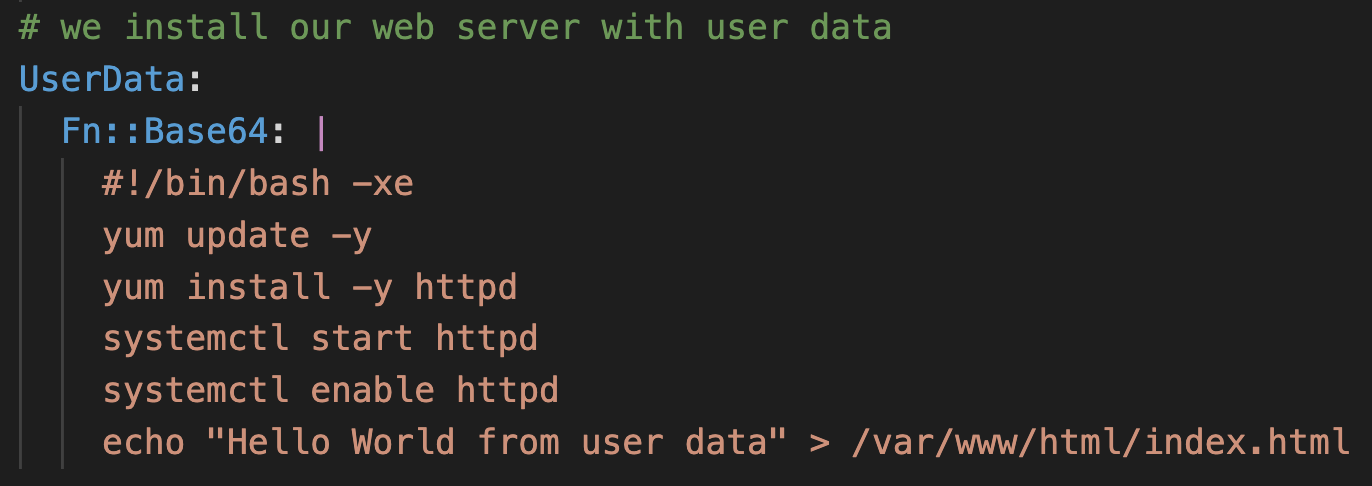 # we install our web server with user data
UserData:
  Fn::Base64: |
    #!/bin/bash -xe
    yum update -y
    yum install -y httpd
    systemctl start httpd
    systemctl enable httpd
    echo "Hello World from user data" > /var/www/html/index.html